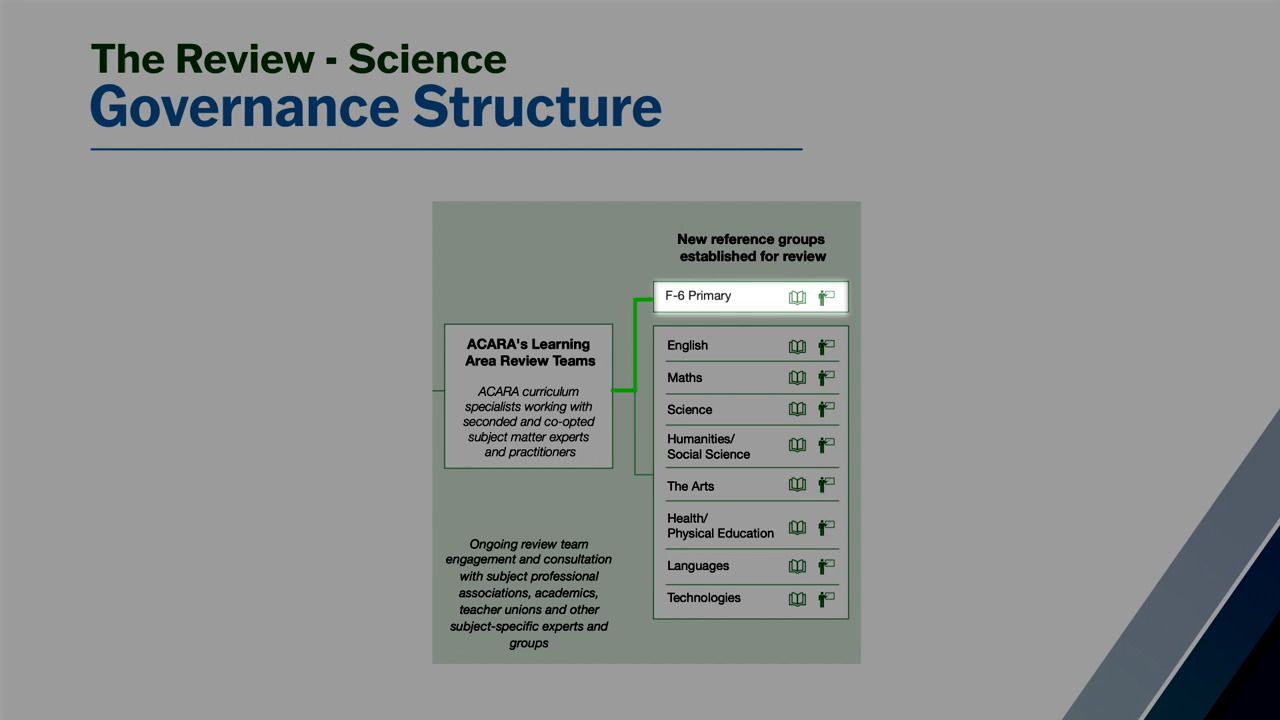 The Review - Science
Governance Structure
New reference groups
established for review
F-6 Primary
ACARA's Learning
Area Review Teams
ACARA curriculum
specialists working with
seconded and co-opted
subject matter experts
and practitioners
English
Maths
Science
Humanities/
Social Science
The Arts
Health/
Physical Education
Languages
Technologies
Ongoing review team
engagement and consultation
with subject professional
associations, academics,
teacher unions and other
subject-specific experts and
groups